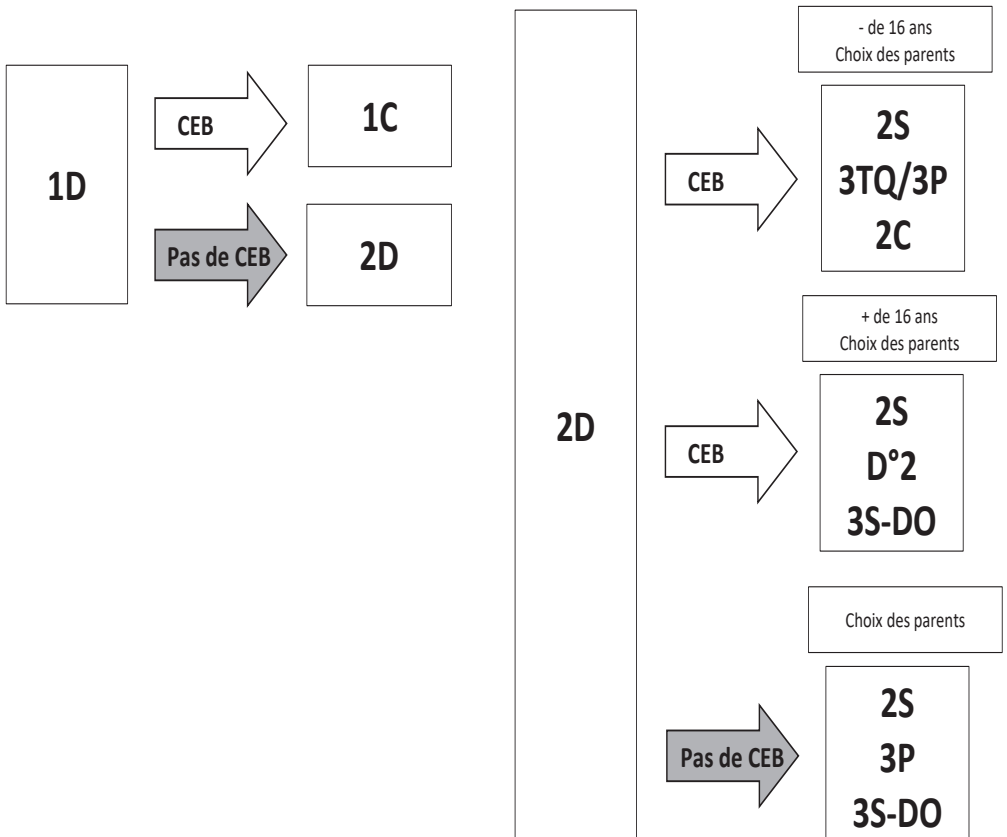 1D
CEB
1C
Pas de CEB
2D
2D
CEB
- de 16 ans
Choix des parents
2S
3TQ/3P
2C
CEB
+ de 16 ans
Choix des parents
2S
D°2
3S-DO
Pas de CEB
Choix des parents
2S
3P
3S-DO